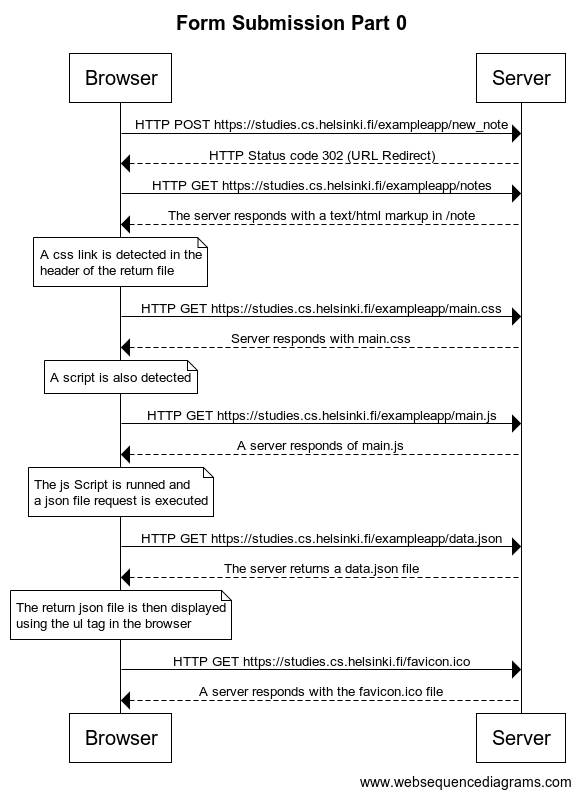 Form Submission Part 0
Browser
Server
HTTP POST https://studies.cs.helsinki.fi/exampleapp/new_note
HTTP Status code 302 (URL Redirect)
HTTP GET https://studies.cs.helsinki.fi/exampleapp/notes
The server responds with a text/html markup in /note
A css link is detected in the
header of the return file
HTTP GET https://studies.cs.helsinki.fi/exampleapp/main.css
Server responds with main.css
A script is also detected
HTTP GET https://studies.cs.helsinki.fi/exampleapp/main.js
A server responds of main.js
The js Script is runned and
a json file request is executed
HTTP GET https://studies.cs.helsinki.fi/exampleapp/data.json
The server returns a data.json file
The return json file is then displayed
using the ul tag in the browser
HTTP GET https://studies.cs.helsinki.fi/favicon.ico
A server responds with the favicon.ico file
Browser
Server
www.websequencediagrams.com